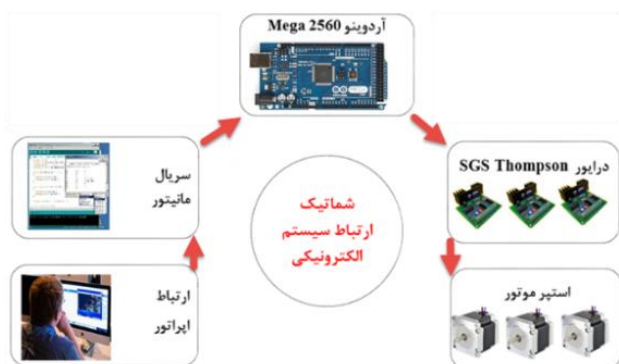 آردوینو Mega 2560
سریال
مانیتور
درایور SGS Thompson
شماتیک
ارتباط سیستم
الکترونیکی
ارتباط
اپراتور
استپر موتور